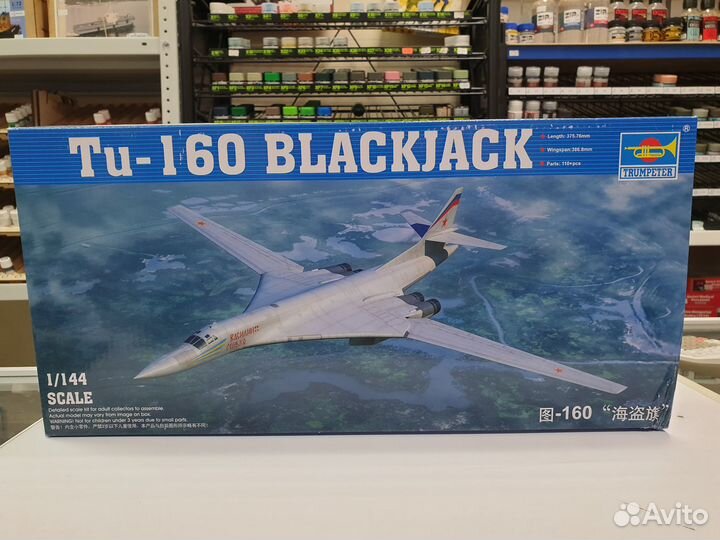 Tu-160 BLACKJACK
Length: 375.76mm
Wingspan: 386.8mm
Parts: 110+pcs
®
TRUMPETER
1/144
SCALE
Detailed scale kit for adult collectors to assemble.
Actual model may vary from image on box.
WARNING! Not for children under 3 years due to small parts.
图-160 “海盗旗”
Avito